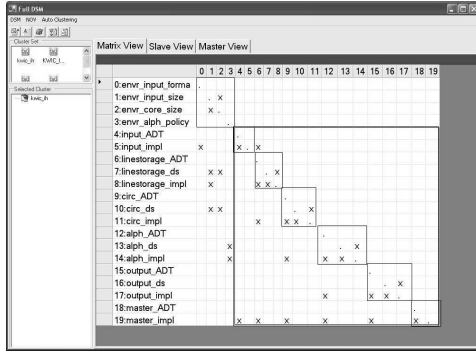 Full DSM
DSM NOV Auto Clustering
Cluster Set
kwic_ih KWIC_I...
Selected Cluster
kwic_ih
Matrix View Slave View Master View
0 1 2 3 4 5 6 7 8 9 10 11 12 13 14 15 16 17 18 19
0:envr_input_forma .
1:envr_input_size . x
2:envr_core_size x .
3:envr_alph_policy .
4:input_ADT .
5:input_impl x x . x
6:linestorage_ADT .
7:linestorage_ds x x . x
8:linestorage_impl x x x .
9:circ_ADT .
10:circ_ds x x . x
11:circ_impl x x x .
12:alph_ADT .
13:alph_ds x . x
14:alph_impl x x x x .
15:output_ADT .
16:output_ds . x
17:output_impl x x x .
18:master_ADT .
19:master_impl x x x x x x .